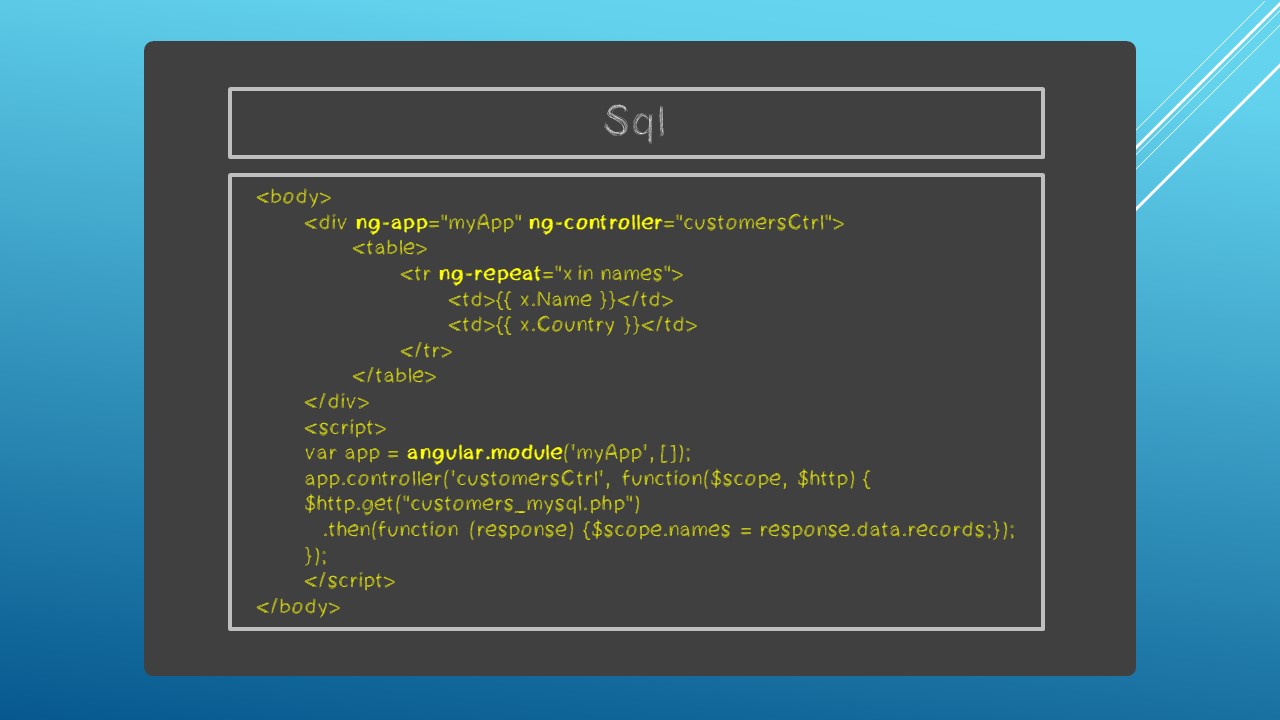 Sql
<body>
<div ng-app="myApp" ng-controller="customersCtrl">
<table>
<tr ng-repeat="x in names">
<td>{{ x.Name }}</td>
<td>{{ x.Country }}</td>
</tr>
</table>
</div>
<script>
var app = angular.module('myApp', []);
app.controller('customersCtrl', function($scope, $http) {
$http.get("customers_mysql.php")
.then(function (response) {$scope.names = response.data.records;});
});
</script>
</body>